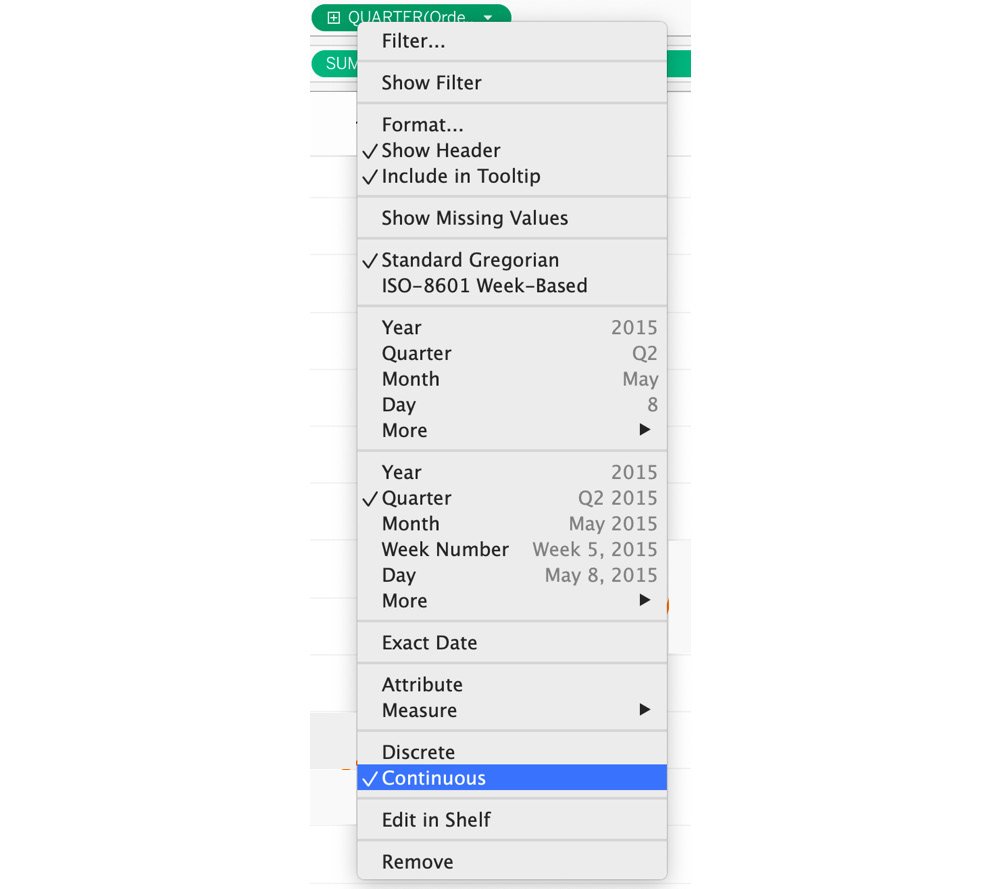 QUARTER(Orde..
SUM
Filter...
Show Filter
Format...
✓Show Header
✓Include in Tooltip
Show Missing Values
✓Standard Gregorian
ISO-8601 Week-Based
Year 2015
Quarter Q2
Month May
Day 8
More ▶
Year 2015
✓Quarter Q2 2015
Month May 2015
Week Number Week 5, 2015
Day May 8, 2015
More ▶
Exact Date
Attribute
Measure ▶
Discrete
✓Continuous
Edit in Shelf
Remove